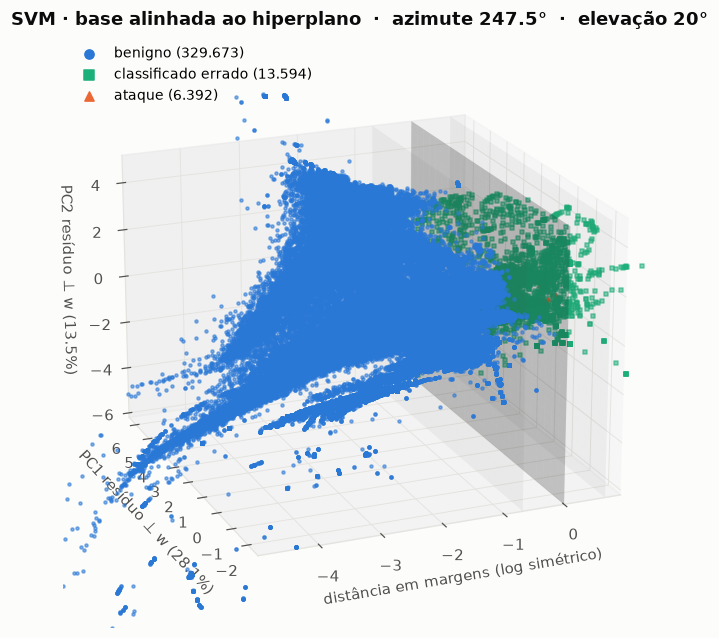 SVM · base alinhada ao hiperplano · azimute 247.5° · elevação 20°
benigno (329.673)
classificado errado (13.594)
ataque (6.392)
PC2 resíduo ⊥ w (13.5%)
4
2
0
−2
−4
−6
PC1 resíduo ⊥ w (28.1%)
6
5
4
3
2
1
0
−1
−2
distância em margens (log simétrico)
−4
−3
−2
−1
0